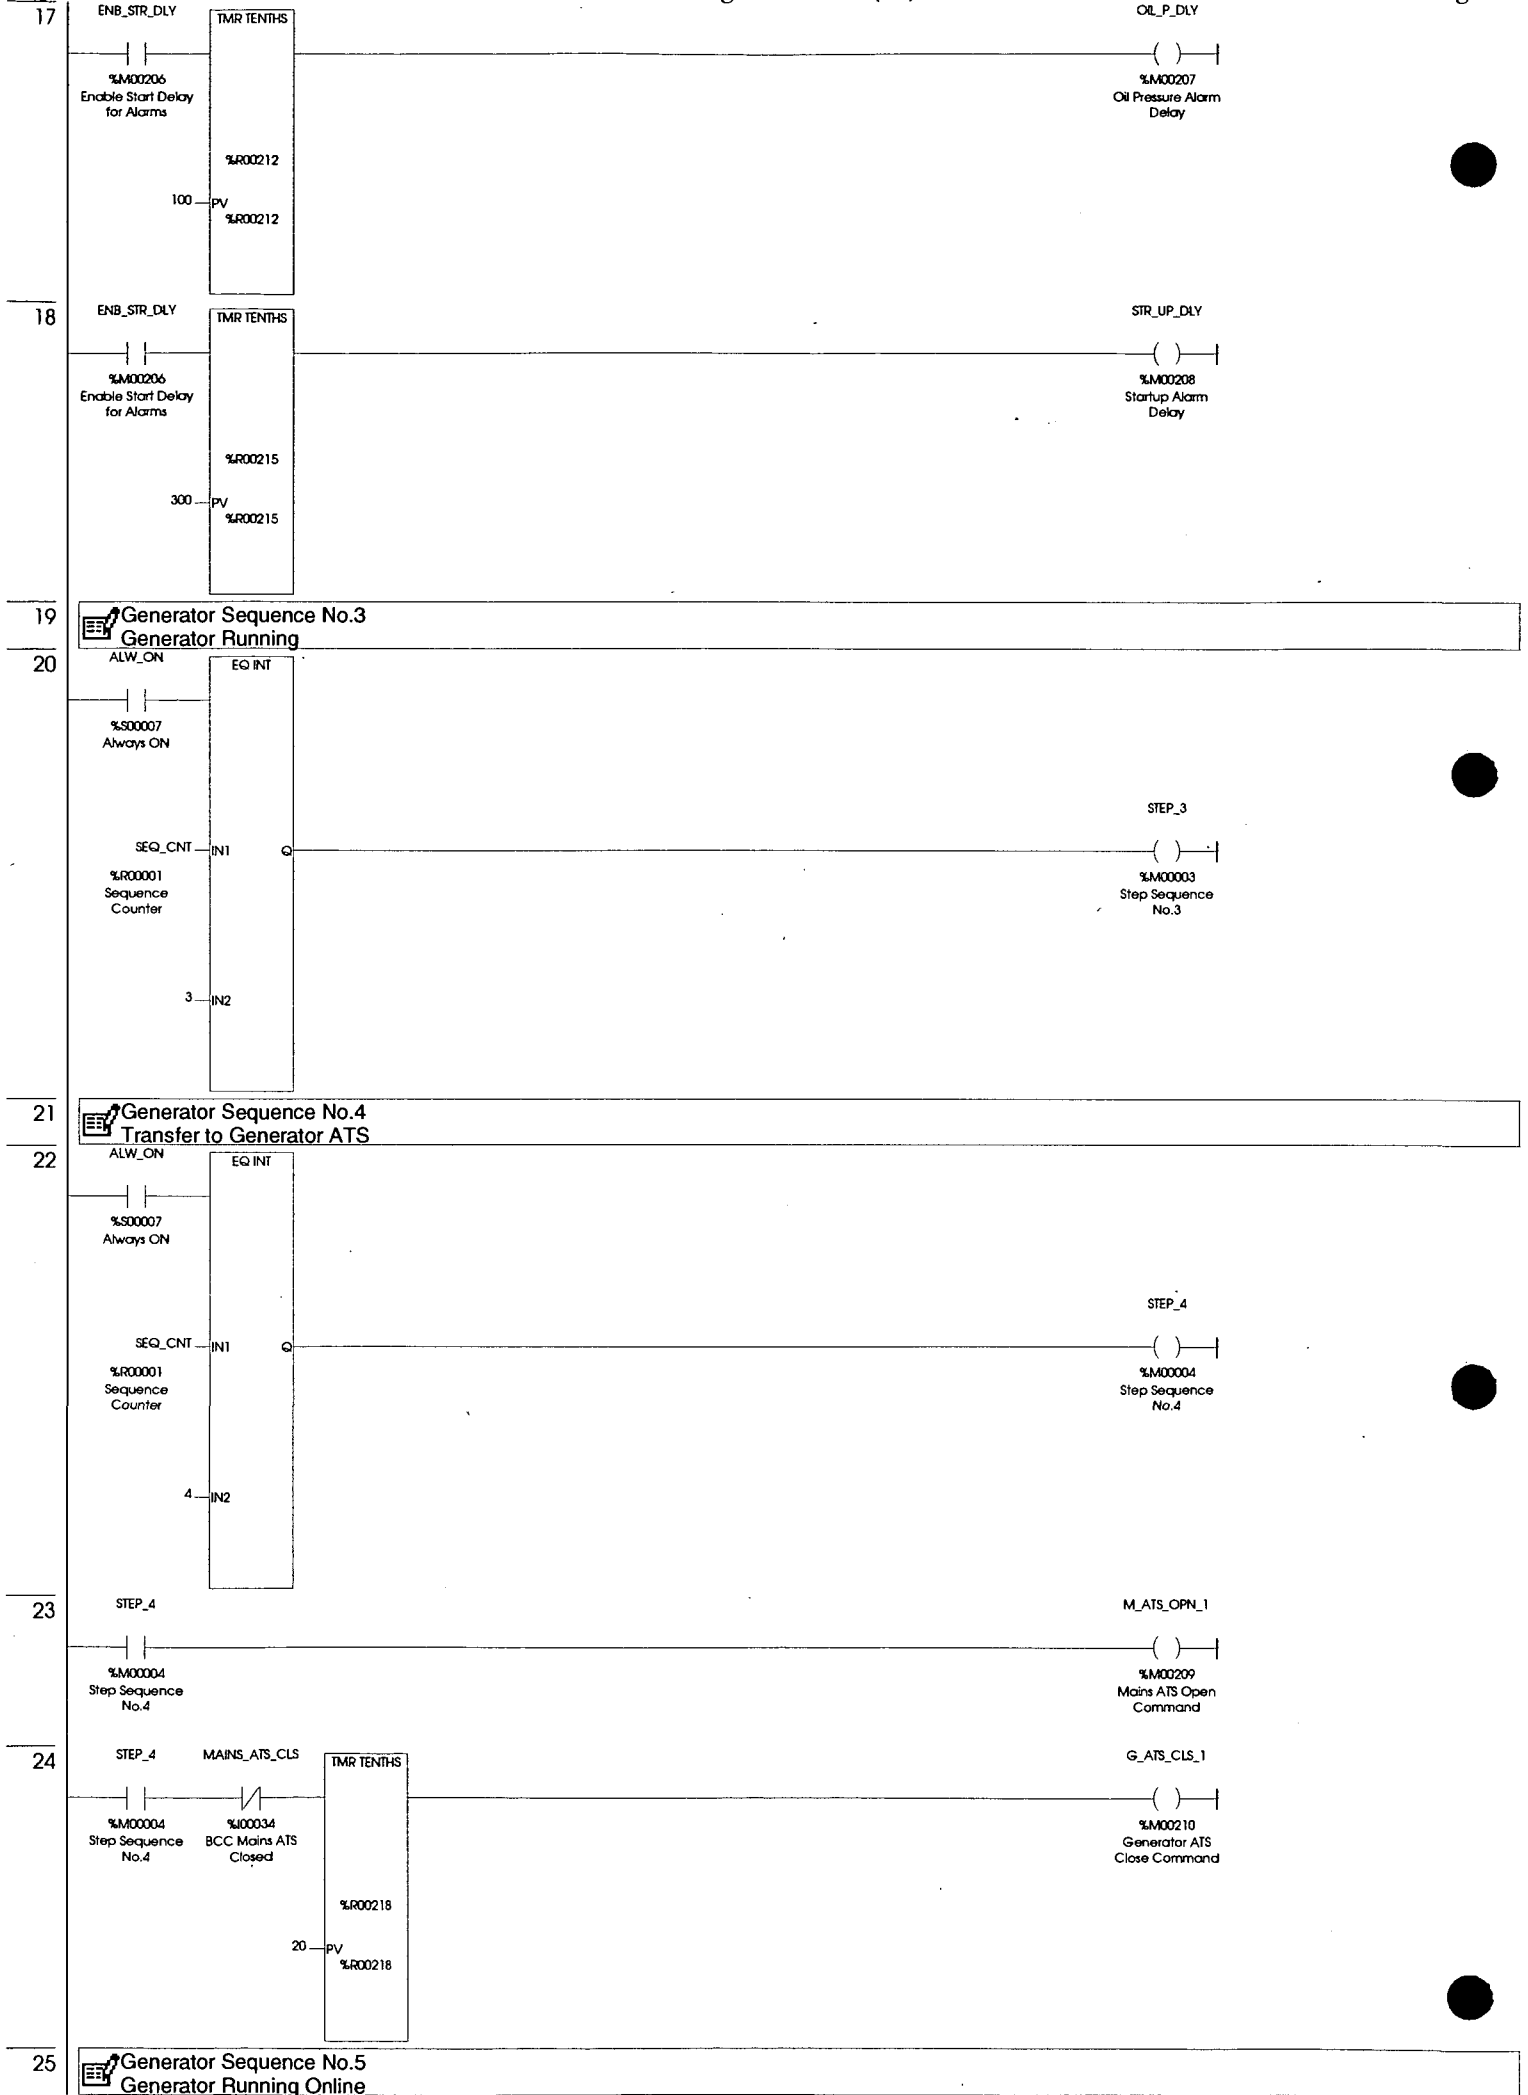 17
ENB_STR_DLY
TMR TENTHS
OIL_P_DLY
%M00206
Enable Start Delay
for Alarms
%M00207
Oil Pressure Alarm
Delay
%R00212
100
PV
%R00212
18
ENB_STR_DLY
TMR TENTHS
STR_UP_DLY
%M00206
Enable Start Delay
for Alarms
%M00208
Startup Alarm
Delay
%R00215
300
PV
%R00215
19
Generator Sequence No.3
Generator Running
20
ALW_ON
EQ INT
%S00007
Always ON
STEP_3
SEQ_CNT
IN1
Q
%R00001
Sequence
Counter
%M00003
Step Sequence
No.3
3
IN2
21
Generator Sequence No.4
Transfer to Generator ATS
22
ALW_ON
EQ INT
%S00007
Always ON
STEP_4
SEQ_CNT
IN1
Q
%R00001
Sequence
Counter
%M00004
Step Sequence
No.4
4
IN2
23
STEP_4
M_ATS_OPN_1
%M00004
Step Sequence
No.4
%M00209
Mains ATS Open
Command
24
STEP_4
MAINS_ATS_CLS
TMR TENTHS
G_ATS_CLS_1
%M00004
Step Sequence
No.4
%I00034
BCC Mains ATS
Closed
%M00210
Generator ATS
Close Command
%R00218
20
PV
%R00218
25
Generator Sequence No.5
Generator Running Online